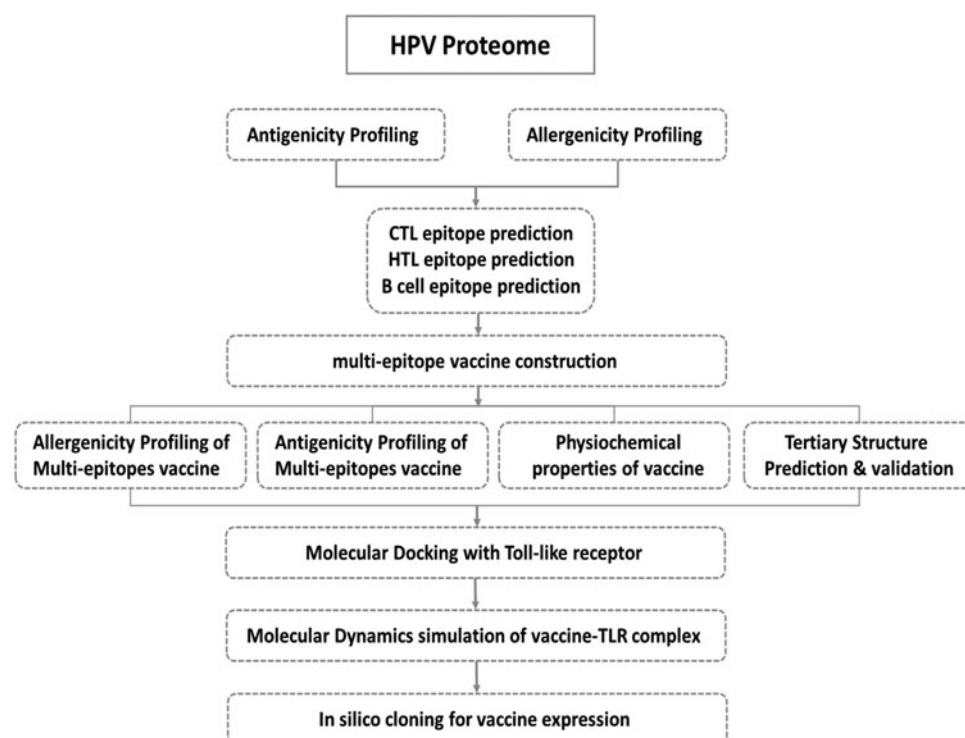 HPV Proteome
Antigenicity Profiling
Allergenicity Profiling
CTL epitope prediction
HTL epitope prediction
B cell epitope prediction
multi-epitope vaccine construction
Allergenicity Profiling of
Multi-epitopes vaccine
Antigenicity Profiling of
Multi-epitopes vaccine
Physiochemical
properties of vaccine
Tertiary Structure
Prediction & validation
Molecular Docking with Toll-like receptor
Molecular Dynamics simulation of vaccine-TLR complex
In silico cloning for vaccine expression